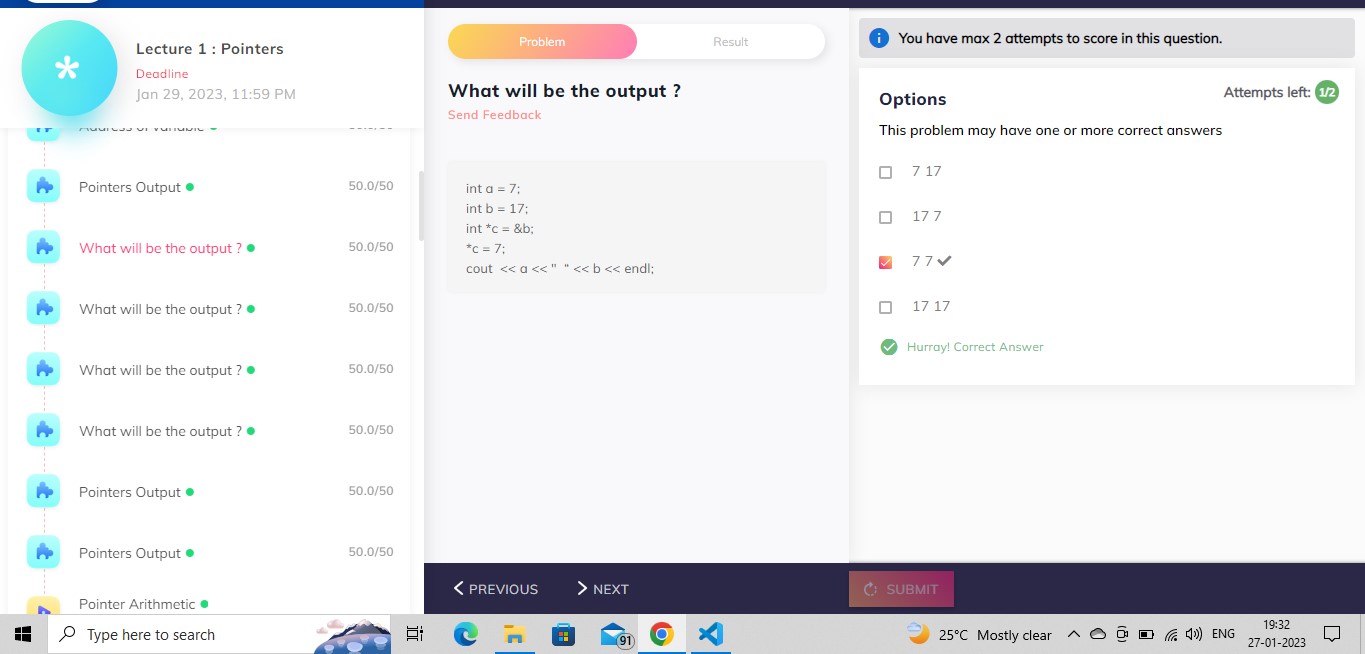 *
Lecture 1 : Pointers
Deadline
Jan 29, 2023, 11:59 PM
Address of variable
50.0/50
Pointers Output
50.0/50
What will be the output ?
50.0/50
What will be the output ?
50.0/50
What will be the output ?
50.0/50
What will be the output ?
50.0/50
Pointers Output
50.0/50
Pointers Output
50.0/50
Pointer Arithmetic
Problem
Result
What will be the output ?
Send Feedback
int a = 7;
int b = 17;
int *c = &b;
*c = 7;
cout  << a << "  “ << b << endl;
PREVIOUS
NEXT
You have max 2 attempts to score in this question.
Options
Attempts left: 1/2
This problem may have one or more correct answers
7 17
17 7
7 7
17 17
Hurray! Correct Answer
SUBMIT
Type here to search
91
25°C Mostly clear
ENG
19:32
27-01-2023